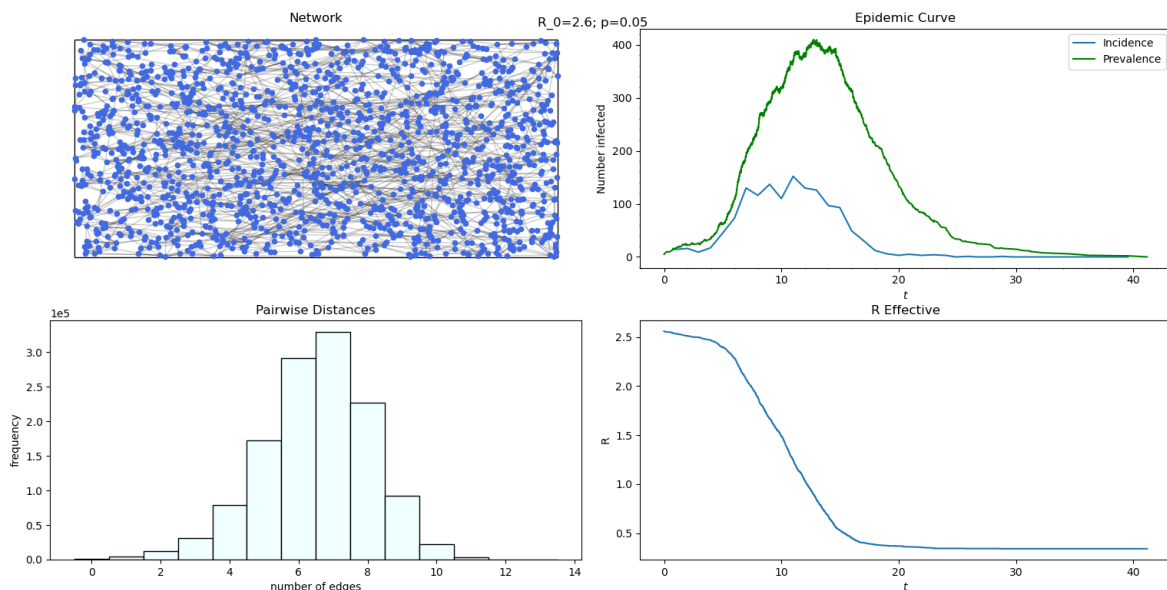 R_0=2.6; p=0.05
Network
Epidemic Curve
Number infected
400
300
200
100
0
Incidence
Prevalence
0 10 20 30 40
t
Pairwise Distances
1e5
frequency
3.0
2.5
2.0
1.5
1.0
0.5
0.0
0 2 4 6 8 10 12 14
number of edges
R Effective
R
2.5
2.0
1.5
1.0
0.5
0 10 20 30 40
t